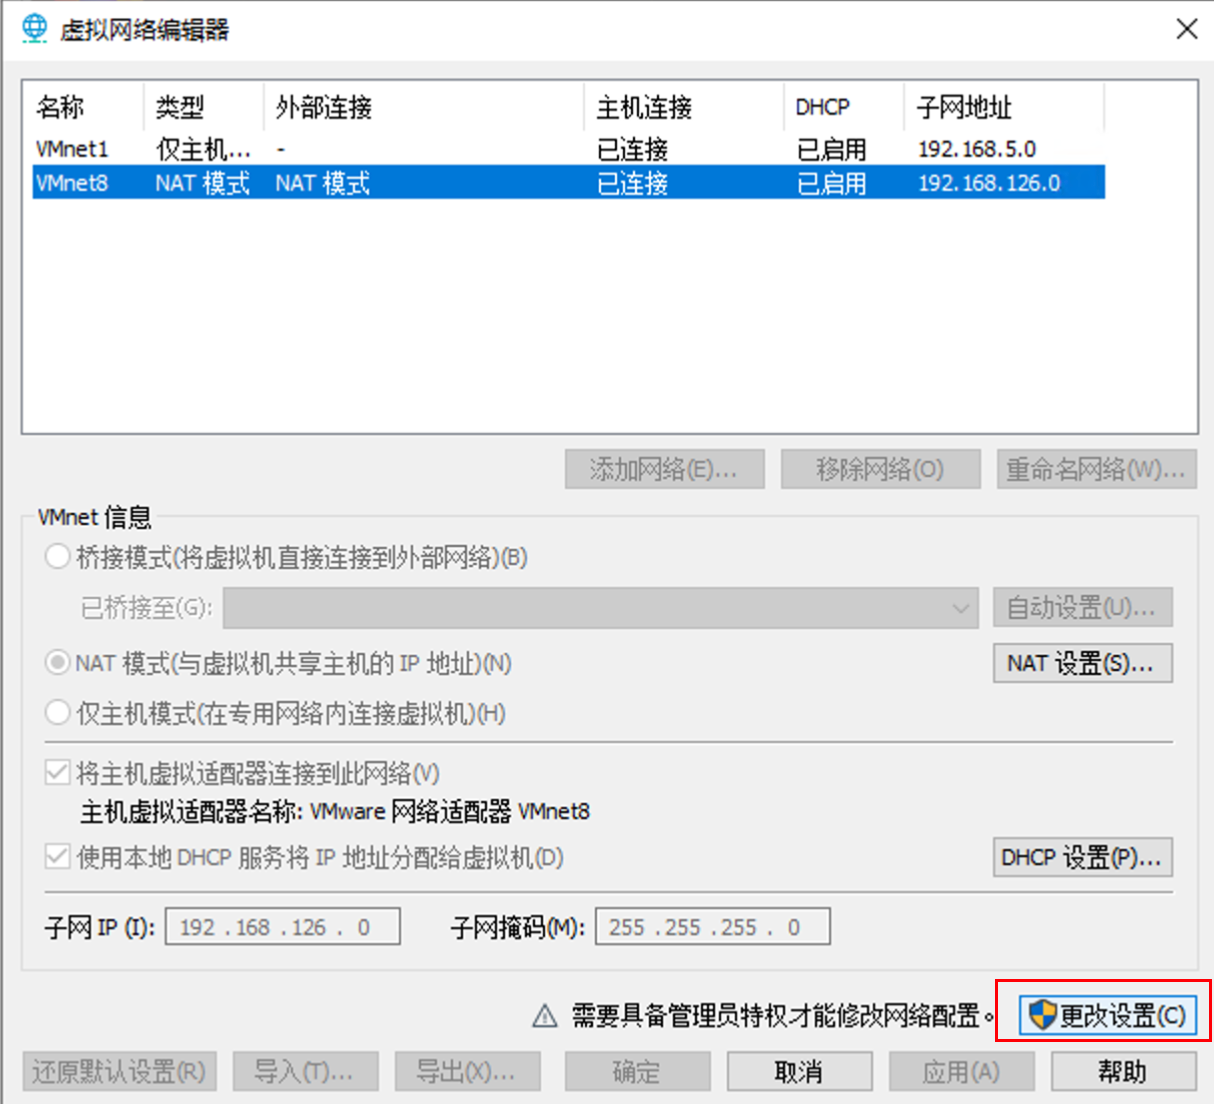 虚拟网络编辑器
名称 类型 外部连接 主机连接 DHCP 子网地址
VMnet1 仅主机... - 已连接 已启用 192.168.5.0
VMnet8 NAT 模式 NAT 模式 已连接 已启用 192.168.126.0
添加网络(E)... 移除网络(O) 重命名网络(W)...
VMnet 信息
桥接模式(将虚拟机直接连接到外部网络)(B)
已桥接至(G): 自动设置(U)...
NAT 模式(与虚拟机共享主机的 IP 地址)(N) NAT 设置(S)...
仅主机模式(在专用网络内连接虚拟机)(H)
将主机虚拟适配器连接到此网络(V)
主机虚拟适配器名称: VMware 网络适配器 VMnet8
使用本地 DHCP 服务将 IP 地址分配给虚拟机(D) DHCP 设置(P)...
子网 IP (I): 192 . 168 . 126 . 0 子网掩码(M): 255 . 255 . 255 . 0
需要具备管理员特权才能修改网络配置。 更改设置(C)
还原默认设置(R) 导入(T)... 导出(X)... 确定 取消 应用(A) 帮助